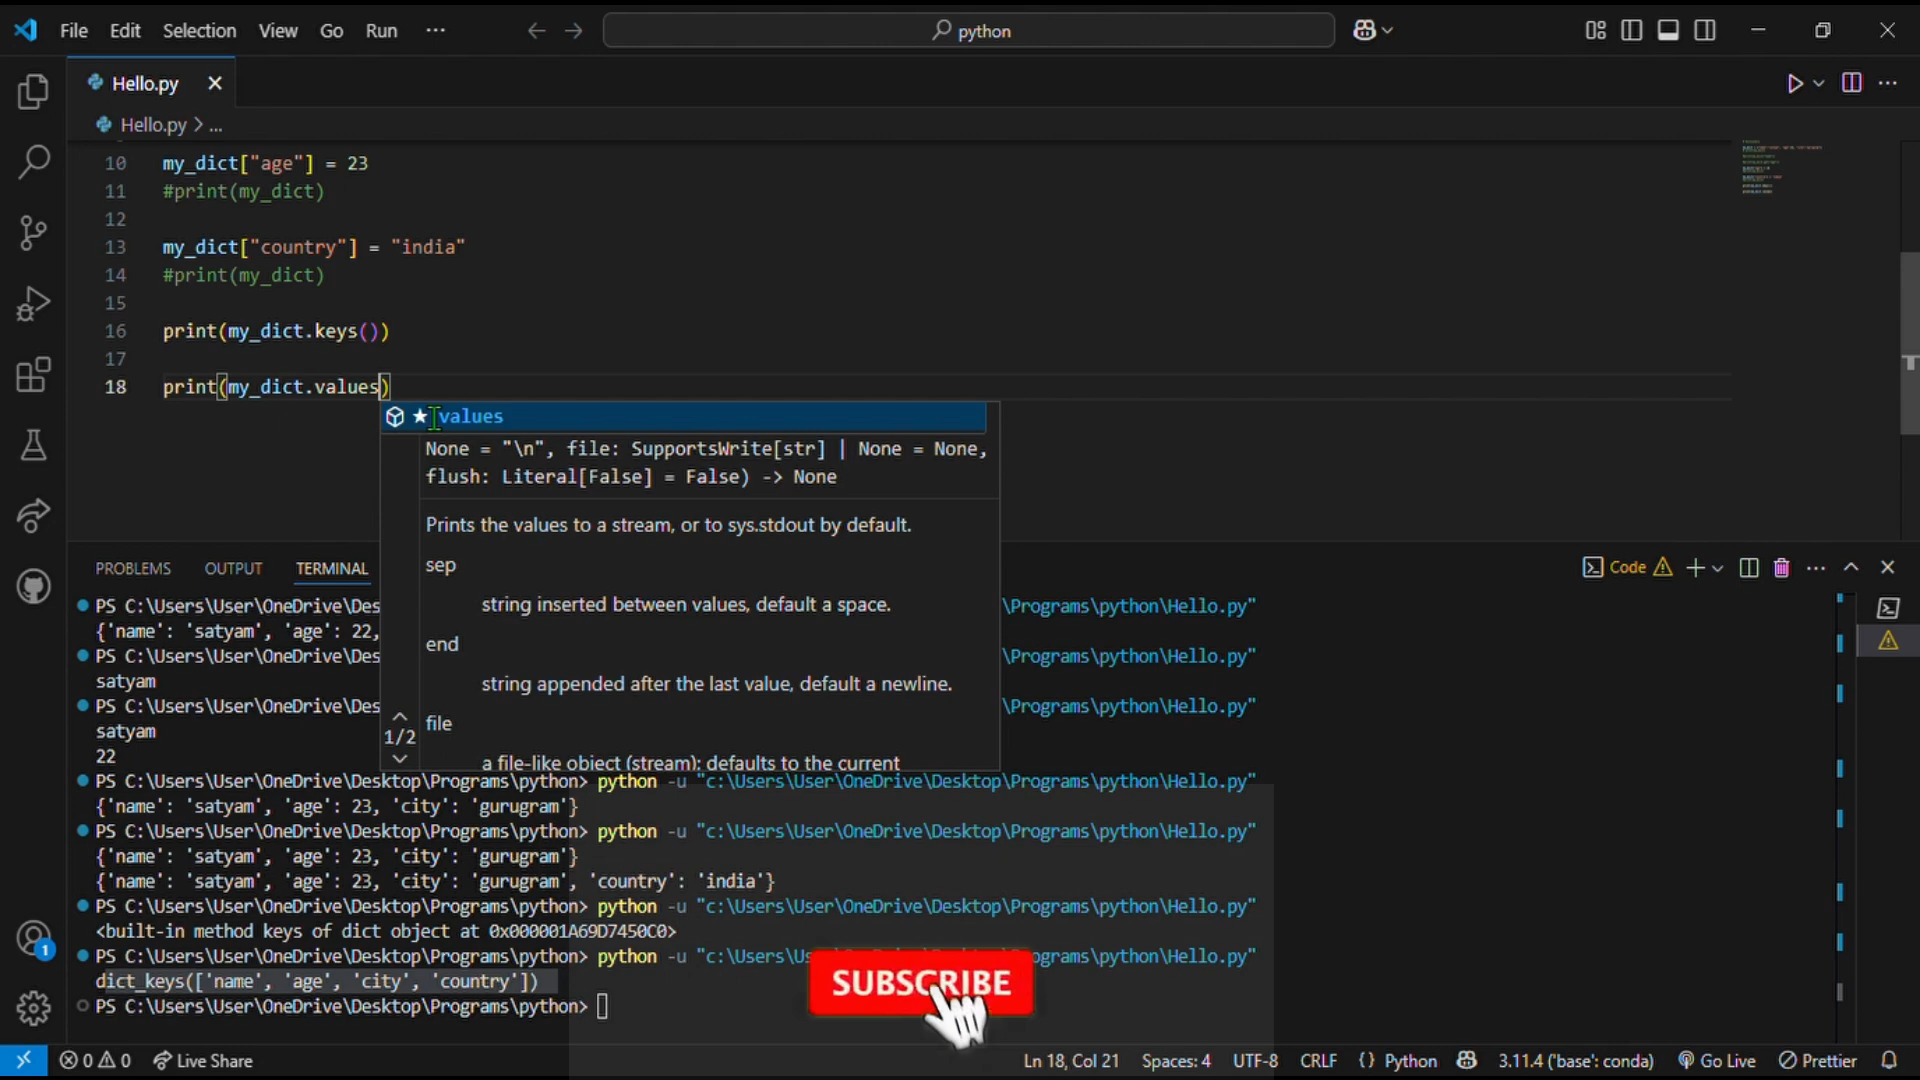 File Edit Selection View Go Run ··· python
Hello.py
Hello.py > ...
10 my_dict["age"] = 23
11 #print(my_dict)
12
13 my_dict["country"] = "india"
14 #print(my_dict)
15
16 print(my_dict.keys())
17
18 print(my_dict.values)
values
None = "\n", file: SupportsWrite[str] | None = None,
flush: Literal[False] = False) -> None
Prints the values to a stream, or to sys.stdout by default.
sep
string inserted between values, default a space.
end
string appended after the last value, default a newline.
file
a file-like object (stream); defaults to the current
1/2
PROBLEMS OUTPUT TERMINAL Code
PS C:\Users\User\OneDrive\Des \Programs\python\Hello.py"
{'name': 'satyam', 'age': 22,
PS C:\Users\User\OneDrive\Des \Programs\python\Hello.py"
satyam
PS C:\Users\User\OneDrive\Des \Programs\python\Hello.py"
satyam
22
PS C:\Users\User\OneDrive\Desktop\Programs\python> python -u "c:\Users\User\OneDrive\Desktop\Programs\python\Hello.py"
{'name': 'satyam', 'age': 23, 'city': 'gurugram'}
PS C:\Users\User\OneDrive\Desktop\Programs\python> python -u "c:\Users\User\OneDrive\Desktop\Programs\python\Hello.py"
{'name': 'satyam', 'age': 23, 'city': 'gurugram'}
{'name': 'satyam', 'age': 23, 'city': 'gurugram', 'country': 'india'}
PS C:\Users\User\OneDrive\Desktop\Programs\python> python -u "c:\Users\User\OneDrive\Desktop\Programs\python\Hello.py"
<built-in method keys of dict object at 0x000001A69D7450C0>
PS C:\Users\User\OneDrive\Desktop\Programs\python> python -u "c:\Us ograms\python\Hello.py"
dict_keys(['name', 'age', 'city', 'country'])
PS C:\Users\User\OneDrive\Desktop\Programs\python>
SUBSCRIBE
1
0 0 Live Share Ln 18, Col 21 Spaces: 4 UTF-8 CRLF {} Python 3.11.4 ('base': conda) Go Live Prettier